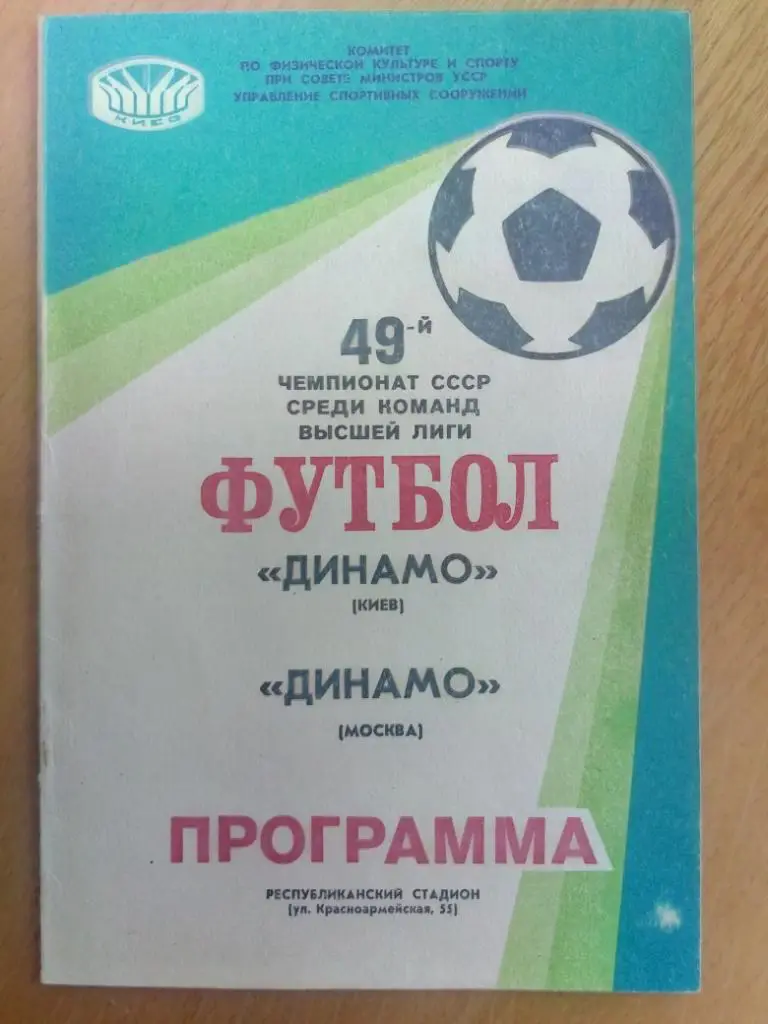 КОМИТЕТ
ПО ФИЗИЧЕСКОЙ КУЛЬТУРЕ И СПОРТУ
ПРИ СОВЕТЕ МИНИСТРОВ УССР
УПРАВЛЕНИЕ СПОРТИВНЫХ СООРУЖЕНИЙ
КИЕВ
49-й
ЧЕМПИОНАТ СССР
СРЕДИ КОМАНД
ВЫСШЕЙ ЛИГИ
ФУТБОЛ
«ДИНАМО»
(КИЕВ)
«ДИНАМО»
(МОСКВА)
ПРОГРАММА
РЕСПУБЛИКАНСКИЙ СТАДИОН
(ул. Красноармейская, 55)